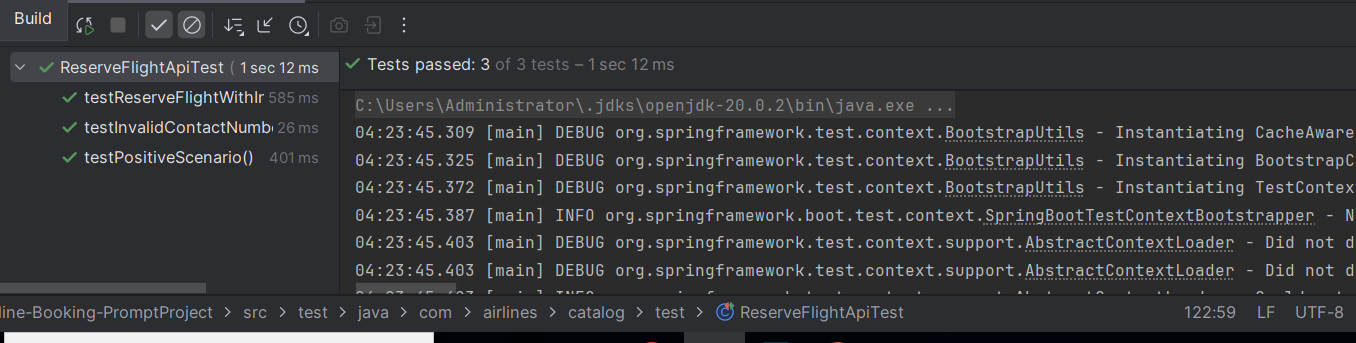 Build
ReserveFlightApiTest ( 1 sec 12 ms
testReserveFlightWithIn 585 ms
testInvalidContactNumbe 26 ms
testPositiveScenario() 401 ms
Tests passed: 3 of 3 tests – 1 sec 12 ms
C:\Users\Administrator\.jdks\openjdk-20.0.2\bin\java.exe ...
04:23:45.309 [main] DEBUG org.springframework.test.context.BootstrapUtils - Instantiating CacheAware
04:23:45.325 [main] DEBUG org.springframework.test.context.BootstrapUtils - Instantiating BootstrapC
04:23:45.372 [main] DEBUG org.springframework.test.context.BootstrapUtils - Instantiating TestContex
04:23:45.387 [main] INFO org.springframework.boot.test.context.SpringBootTestContextBootstrapper - N
04:23:45.403 [main] DEBUG org.springframework.test.context.support.AbstractContextLoader - Did not d
04:23:45.403 [main] DEBUG org.springframework.test.context.support.AbstractContextLoader - Did not d
line-Booking-PromptProject > src > test > java > com > airlines > catalog > test > ReserveFlightApiTest 122:59 LF UTF-8